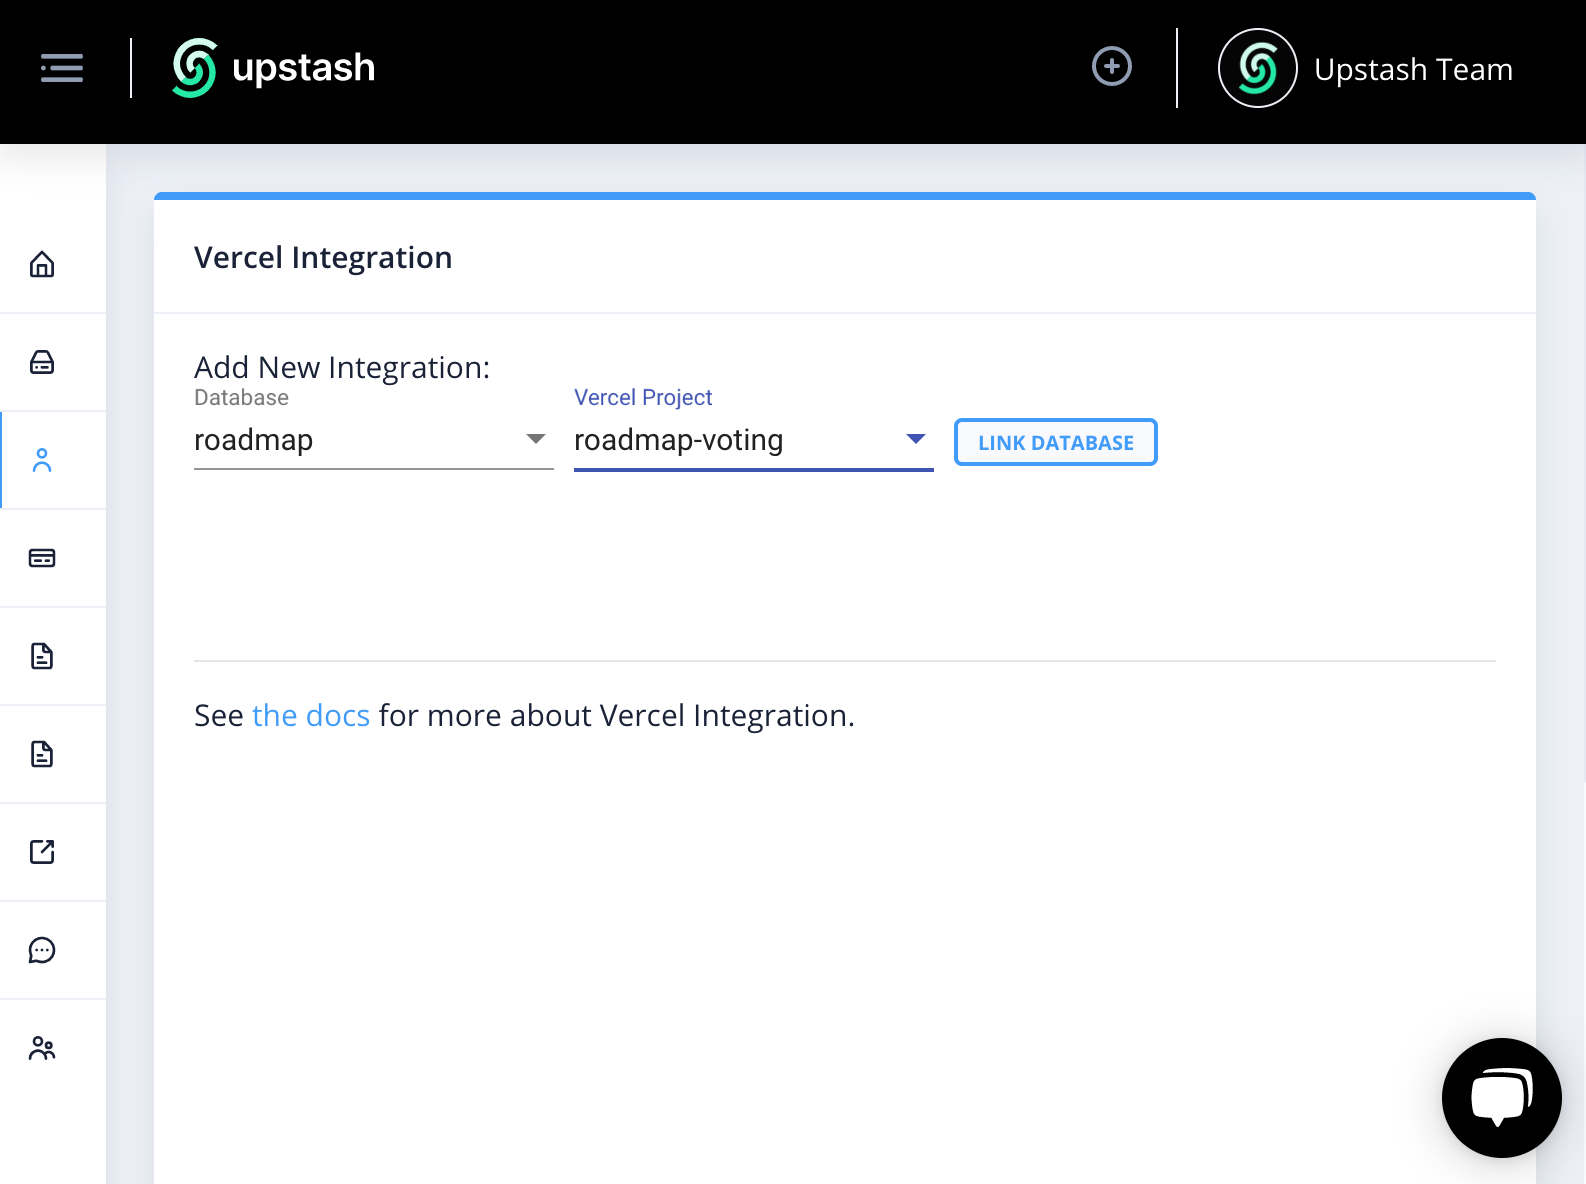 upstash
Upstash Team
Vercel Integration
Add New Integration:
Database
Vercel Project
roadmap
roadmap-voting
LINK DATABASE
See the docs for more about Vercel Integration.